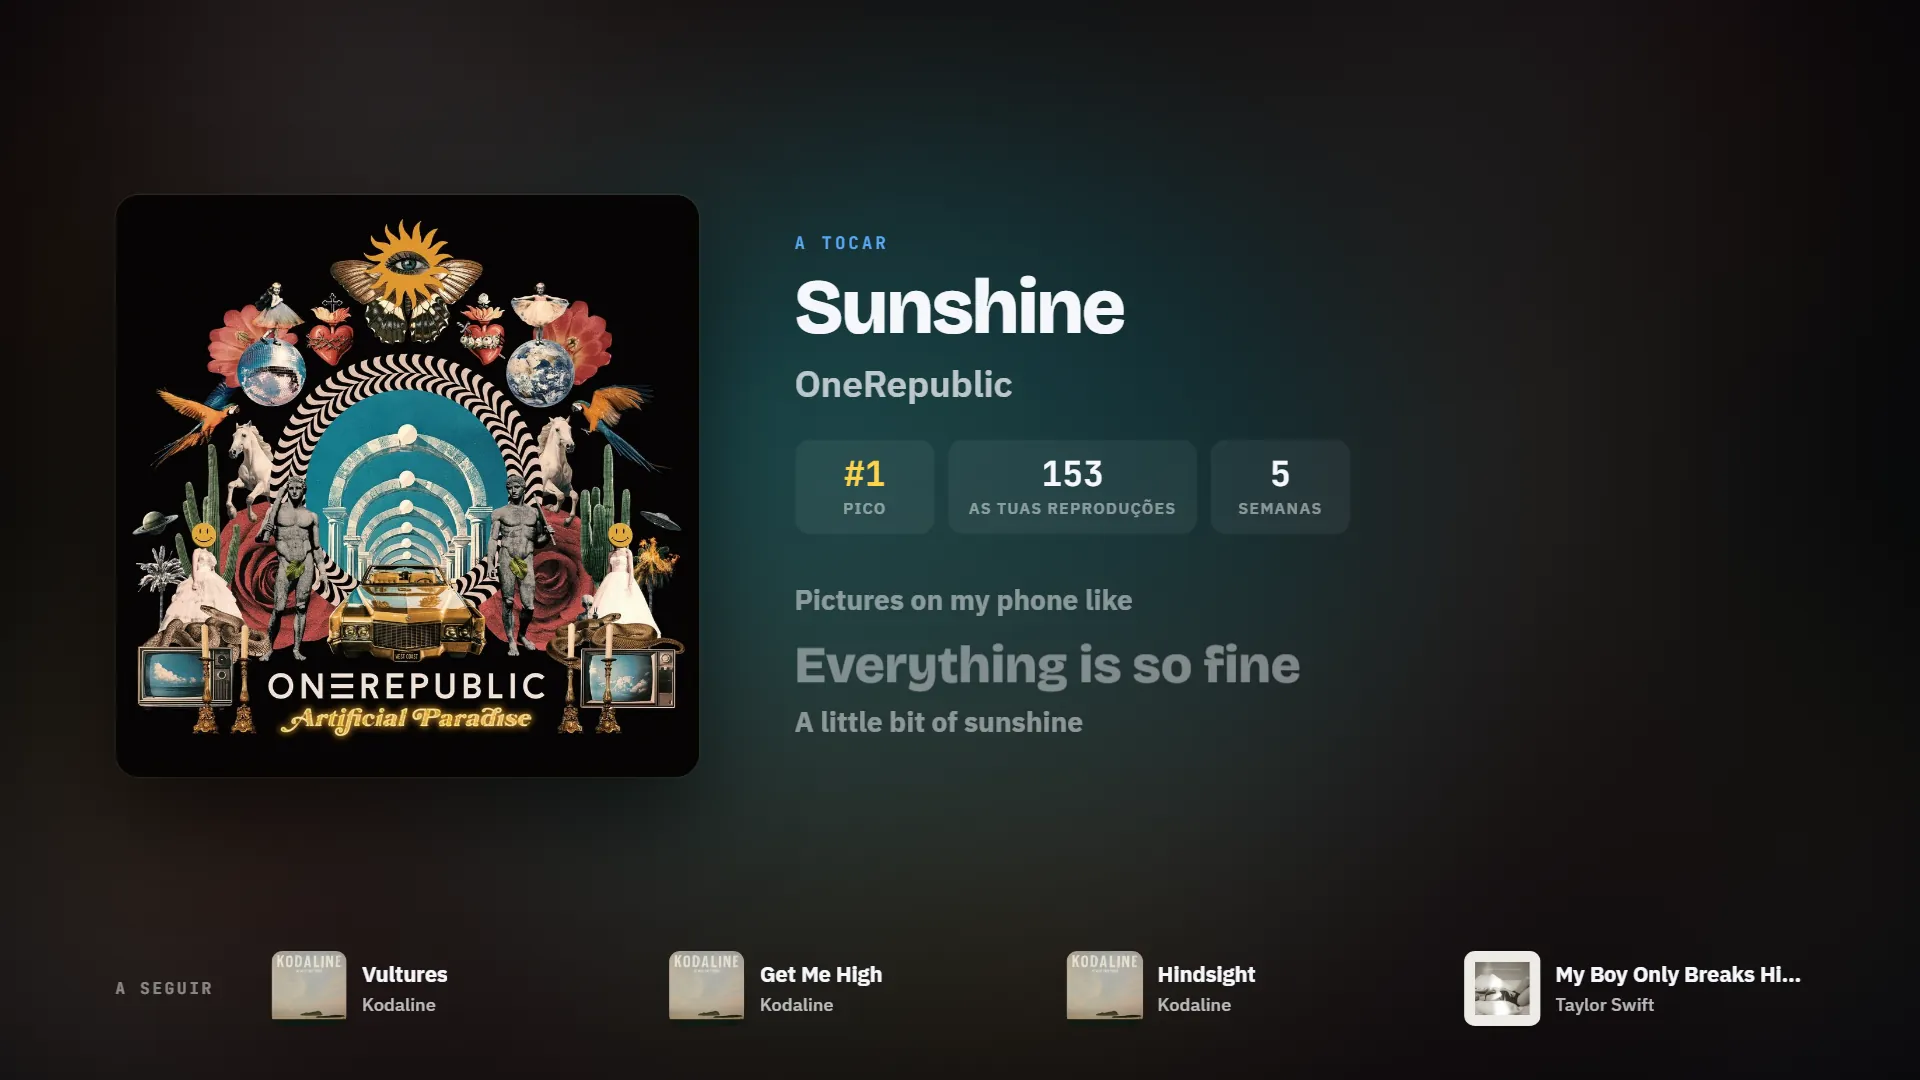 A TOCAR
Sunshine
OneRepublic
#1
PICO
153
AS TUAS REPRODUÇÕES
5
SEMANAS
Pictures on my phone like
Everything is so fine
A little bit of sunshine
ONEREPUBLIC
Artificial Paradise
WEST COAST
A SEGUIR
KODALINE
Vultures
Kodaline
KODALINE
Get Me High
Kodaline
KODALINE
Hindsight
Kodaline
My Boy Only Breaks Hi...
Taylor Swift